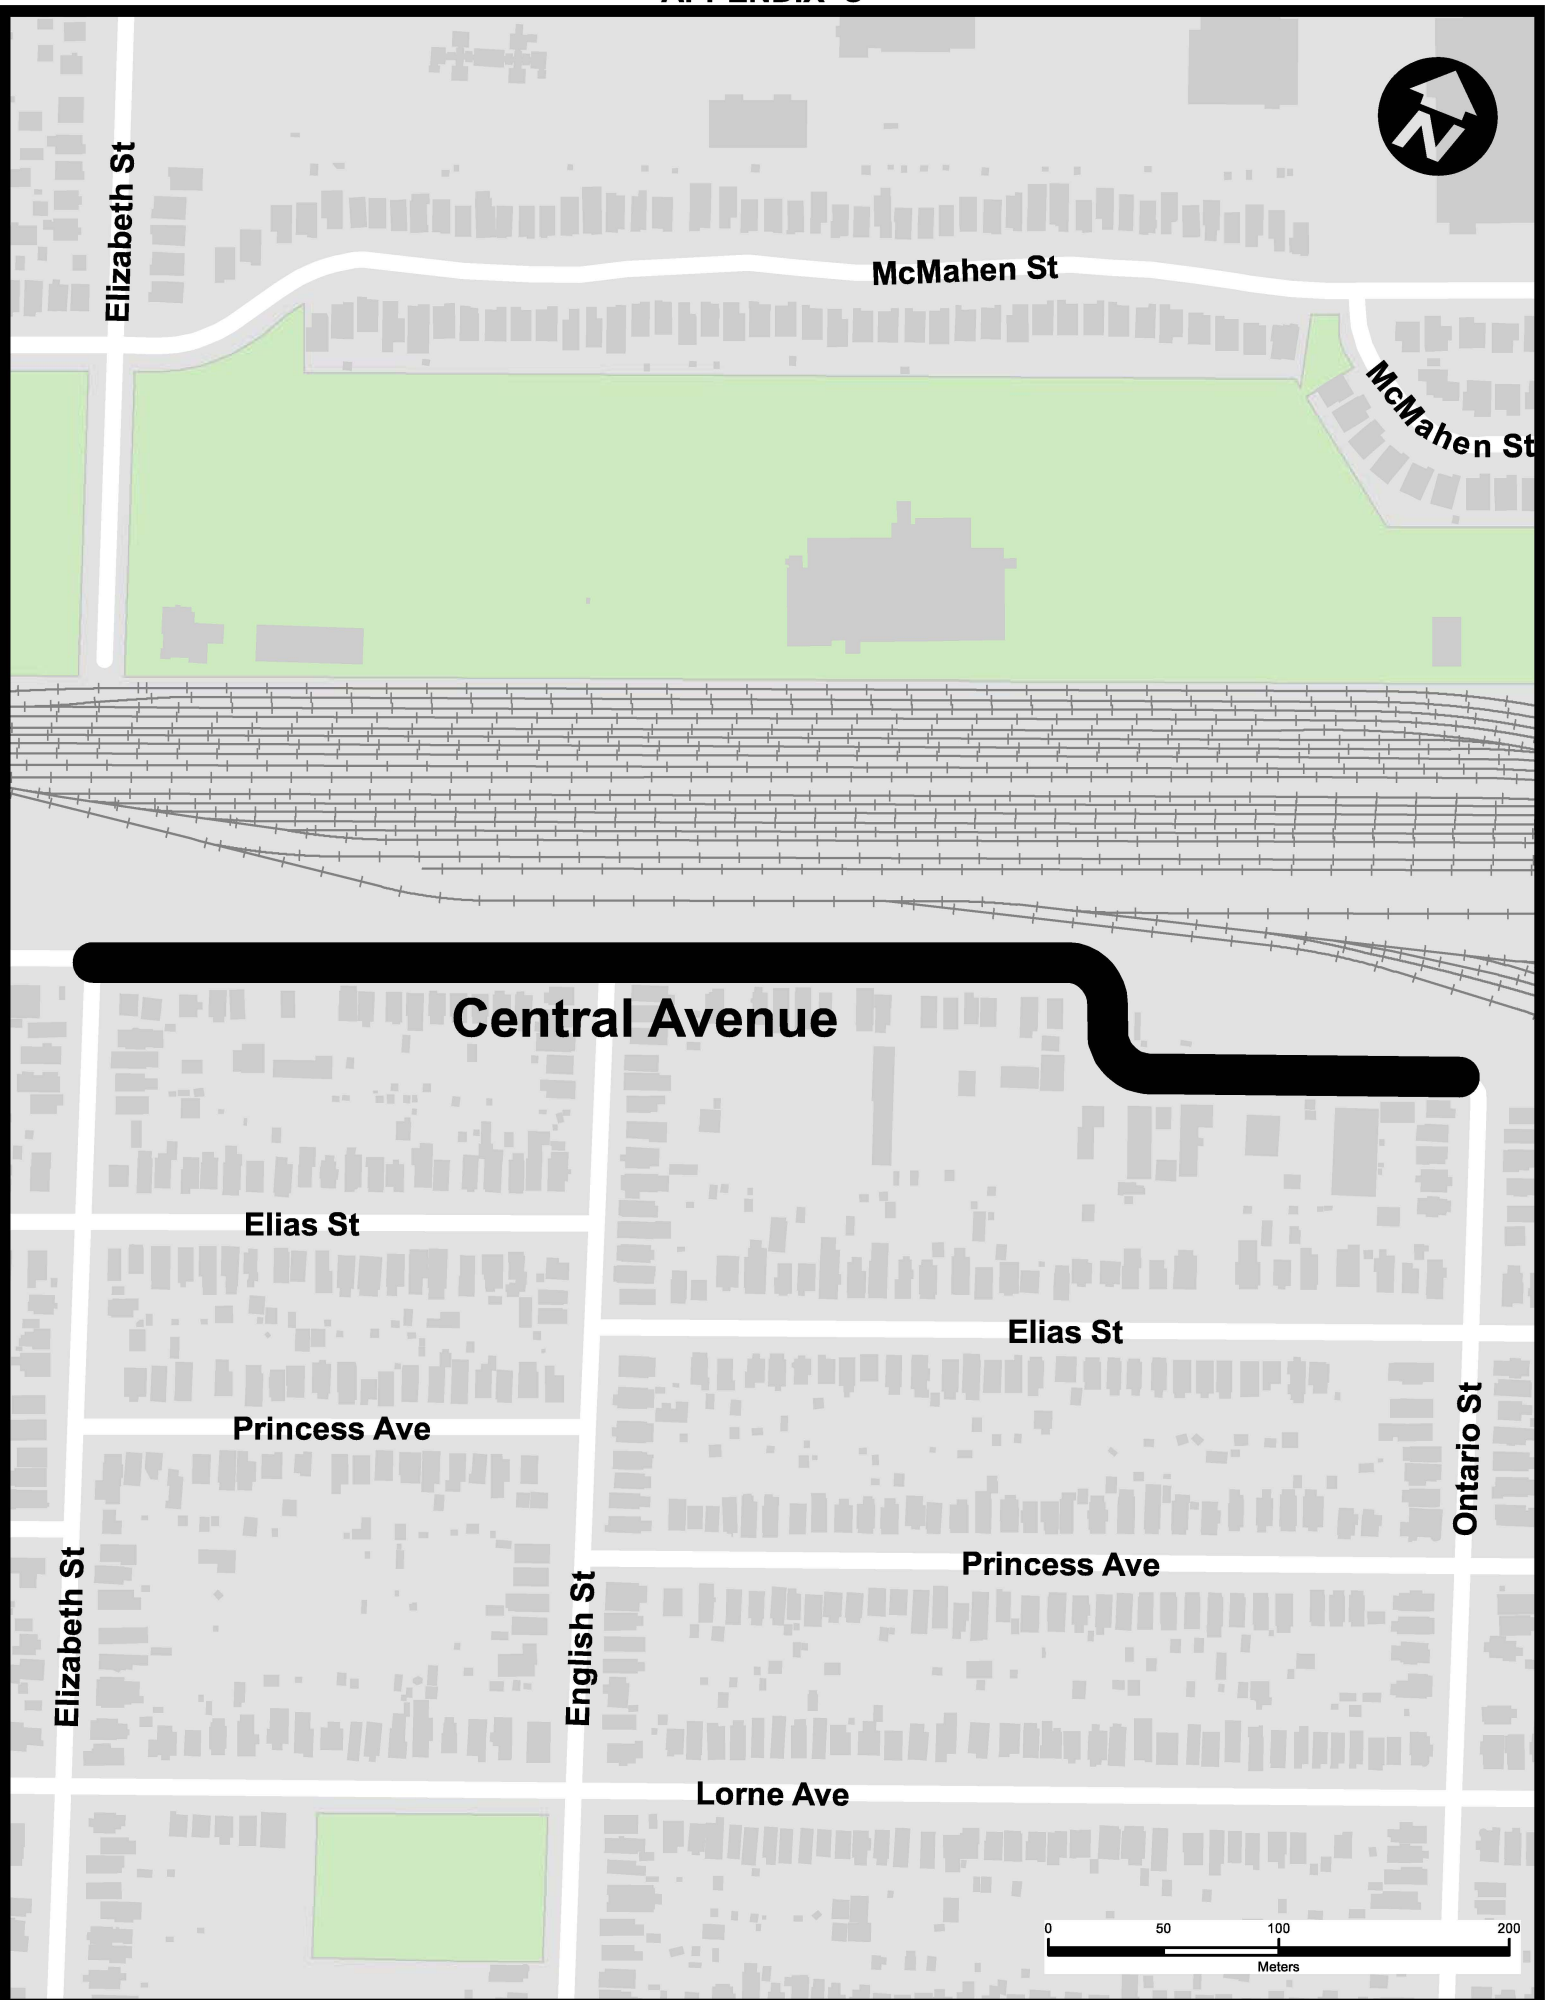 N
Elizabeth St
McMahen St
McMahen St
Central Avenue
Elias St
Elias St
Princess Ave
Ontario St
Princess Ave
Elizabeth St
English St
Lorne Ave
0 50 100 200
Meters